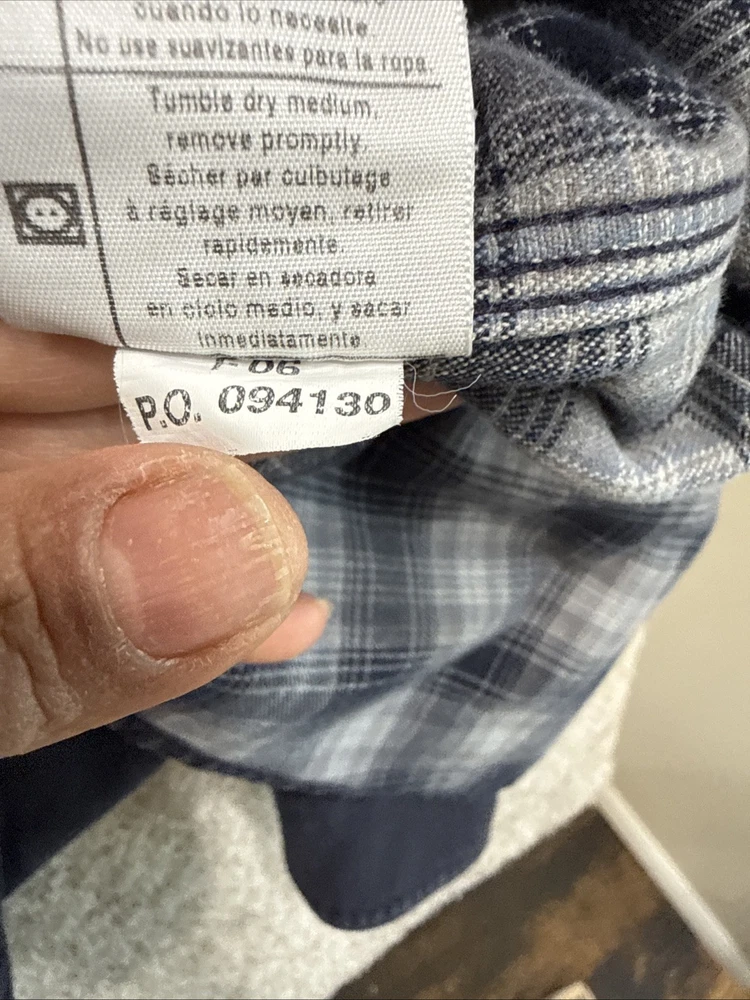 cuando lo necesite
No use suavizantes para la ropa.
Tumble dry medium,
remove promptly.
Sécher par culbutage
à réglage moyen, retirer
rapidement.
Secar en secadora
en ciclo medio, y sacar
inmediatamente.
06
P.O. 094130